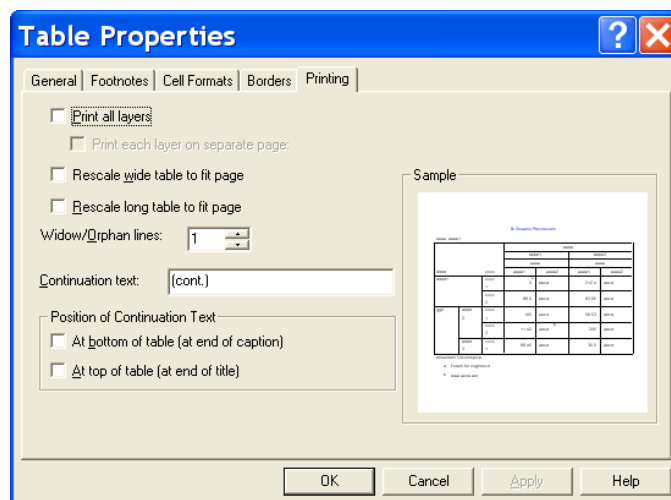 Table Properties
General Footnotes Cell Formats Borders Printing
Print all layers
Print each layer on separate page:
Rescale wide table to fit page
Rescale long table to fit page
Widow/Orphan lines: 1
Continuation text: (cont.)
Position of Continuation Text
At bottom of table (at end of caption)
At top of table (at end of title)
Sample
OK Cancel Apply Help